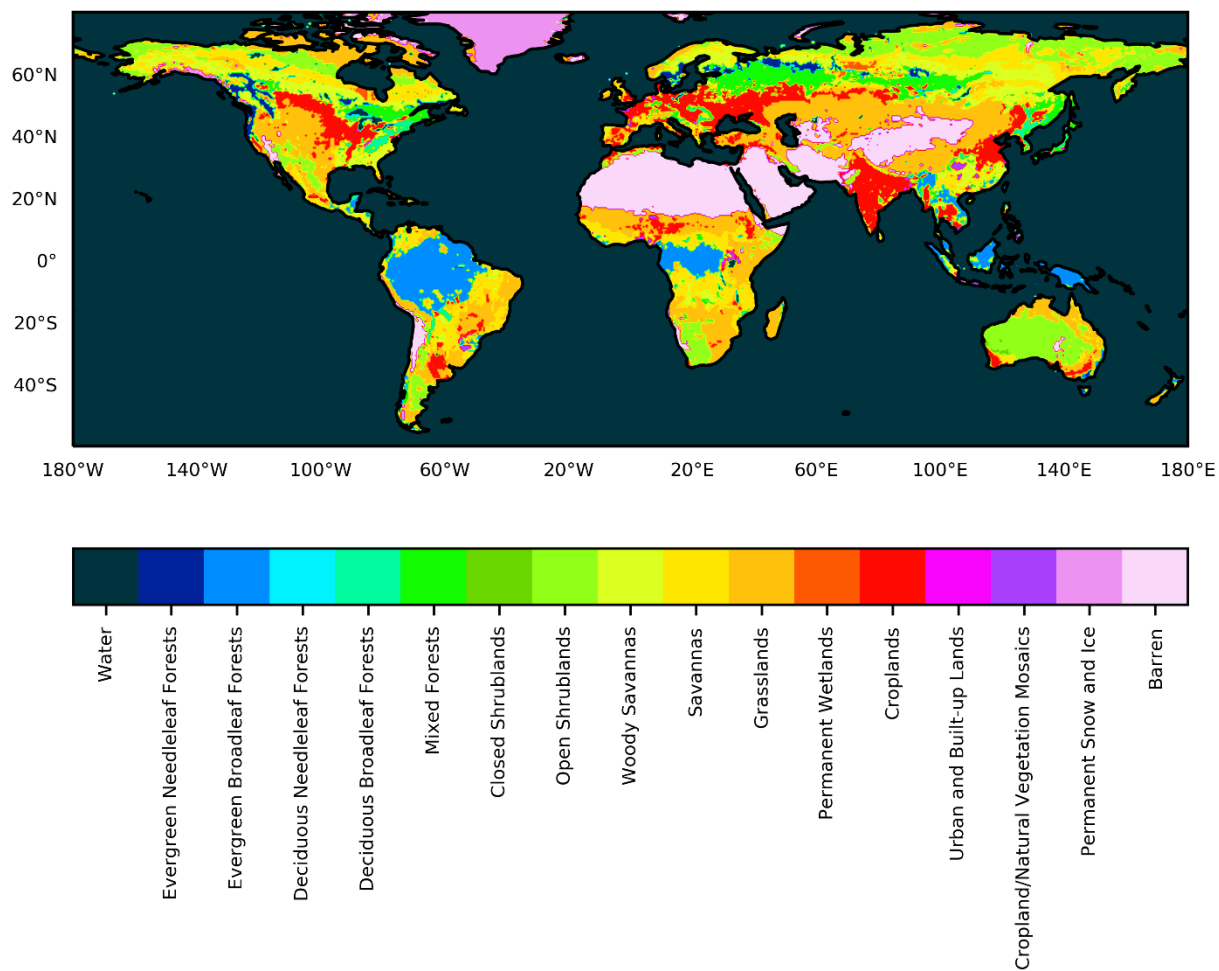 60°N
40°N
20°N
0°
20°S
40°S
180°W
140°W
100°W
60°W
20°W
20°E
60°E
100°E
140°E
180°E
Water
Evergreen Needleleaf Forests
Evergreen Broadleaf Forests
Deciduous Needleleaf Forests
Deciduous Broadleaf Forests
Mixed Forests
Closed Shrublands
Open Shrublands
Woody Savannas
Savannas
Grasslands
Permanent Wetlands
Croplands
Urban and Built-up Lands
Cropland/Natural Vegetation Mosaics
Permanent Snow and Ice
Barren